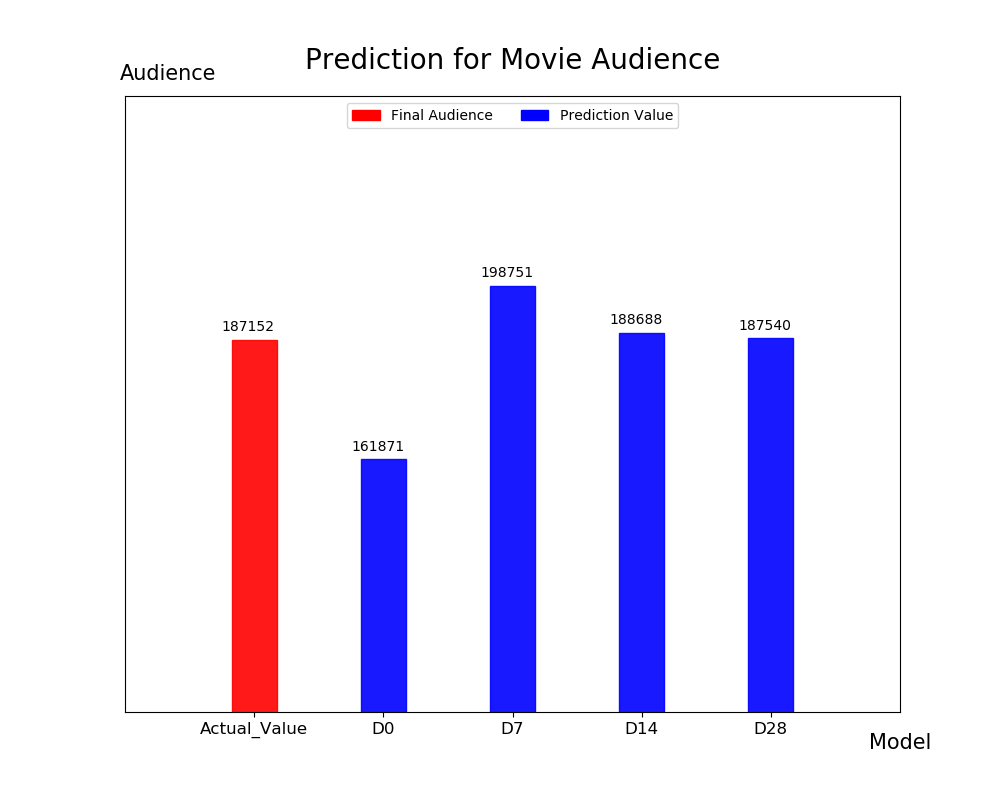 Prediction for Movie Audience
Audience
Final Audience Prediction Value
198751
188688
187540
187152
161871
Actual_Value D0 D7 D14 D28
Model